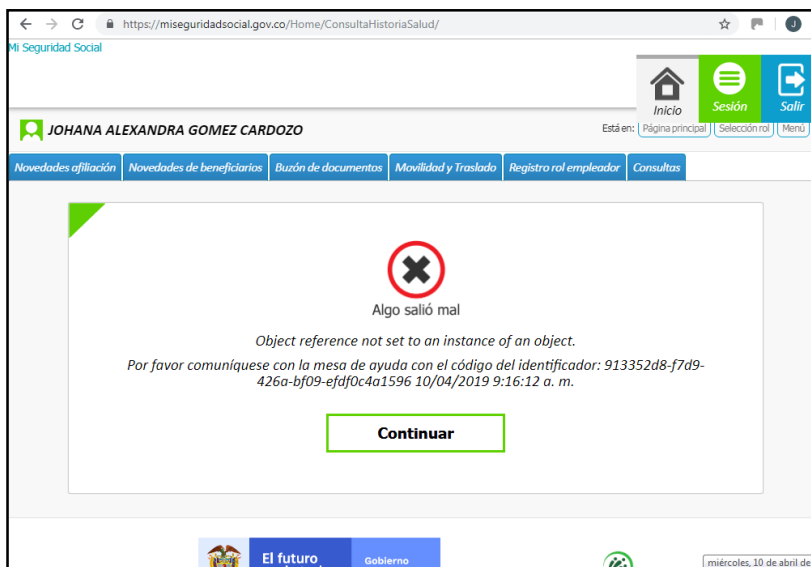 https://miseguridadsocial.gov.co/Home/ConsultaHistoriaSalud/
J
Mi Seguridad Social
Inicio
Sesión
Salir
JOHANA ALEXANDRA GOMEZ CARDOZO
Está en: Página principal Selección rol Menú
Novedades afiliación Novedades de beneficiarios Buzón de documentos Movilidad y Traslado Registro rol empleador Consultas
Algo salió mal
Object reference not set to an instance of an object.
Por favor comuníquese con la mesa de ayuda con el código del identificador: 913352d8-f7d9-
426a-bf09-efdf0c4a1596 10/04/2019 9:16:12 a. m.
Continuar
El futuro
Gobierno
miércoles, 10 de abril de